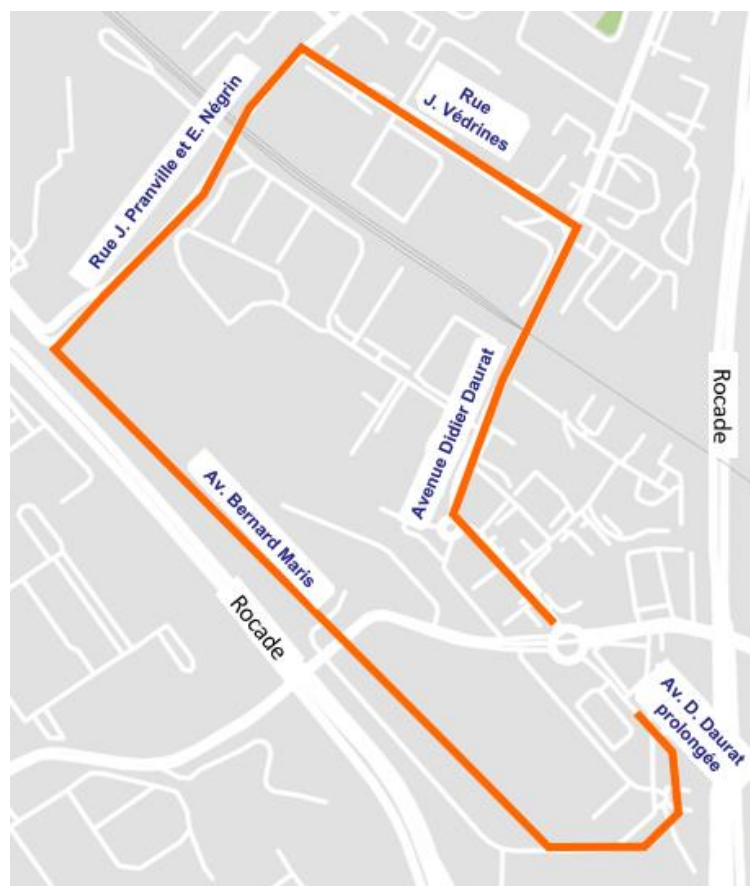 Rue
J. Védrines
Rue J. Pranville et E. Négrin
Rocade
Avenue Didier Daurat
Av. Bernard Maris
Rocade
Av. D. Daurat
prolongée